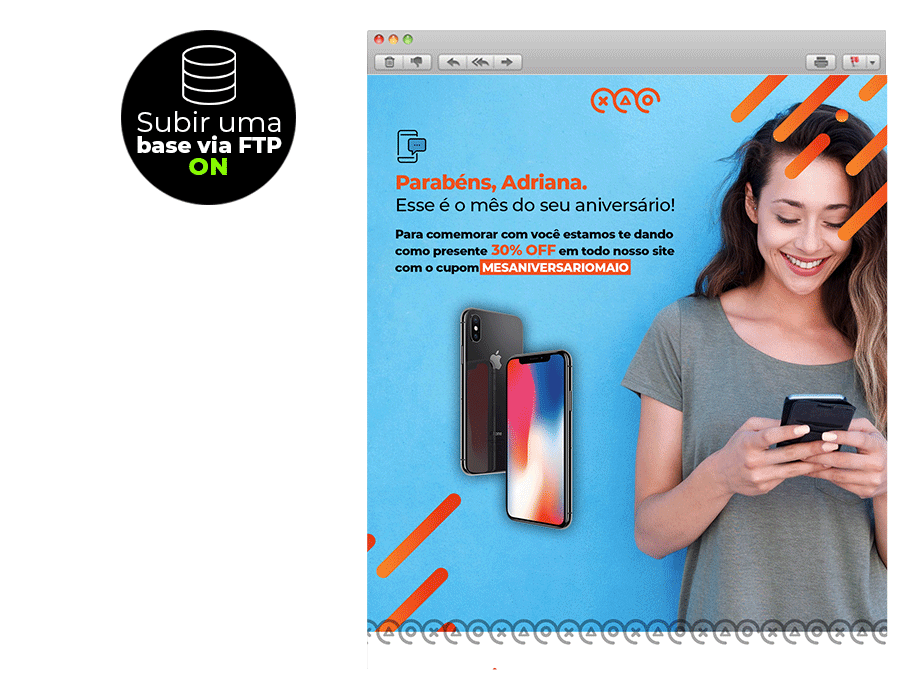 Subir uma
base via FTP
ON
Parabéns, Adriana.
Esse é o mês do seu aniversário!
Para comemorar com você estamos te dando
como presente 30% OFF em todo nosso site
com o cupom MESANIVERSARIOMAIO